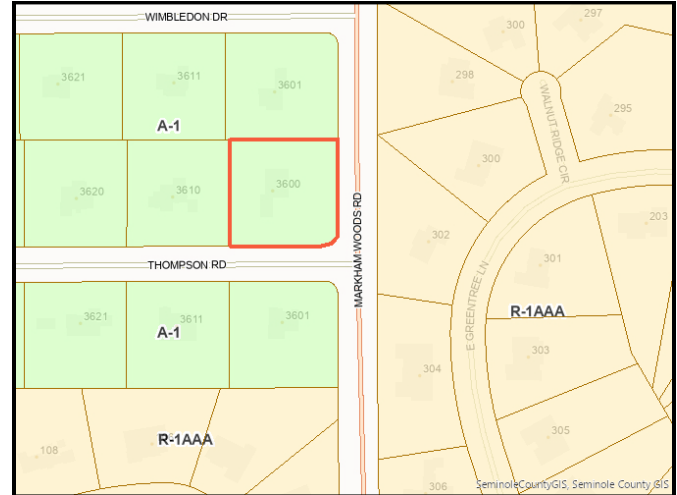 WIMBLEDON DR
297
300
3621
3611
3601
298
295
WALNUT RIDGE CIR
A-1
300
3620
3610
3600
MARKHAM WOODS RD
203
302
THOMPSON RD
301
E GREENTREE LN
R-1AAA
3621
3611
3601
A-1
303
304
305
R-1AAA
108
306
SeminoleCountyGIS, Seminole County GIS